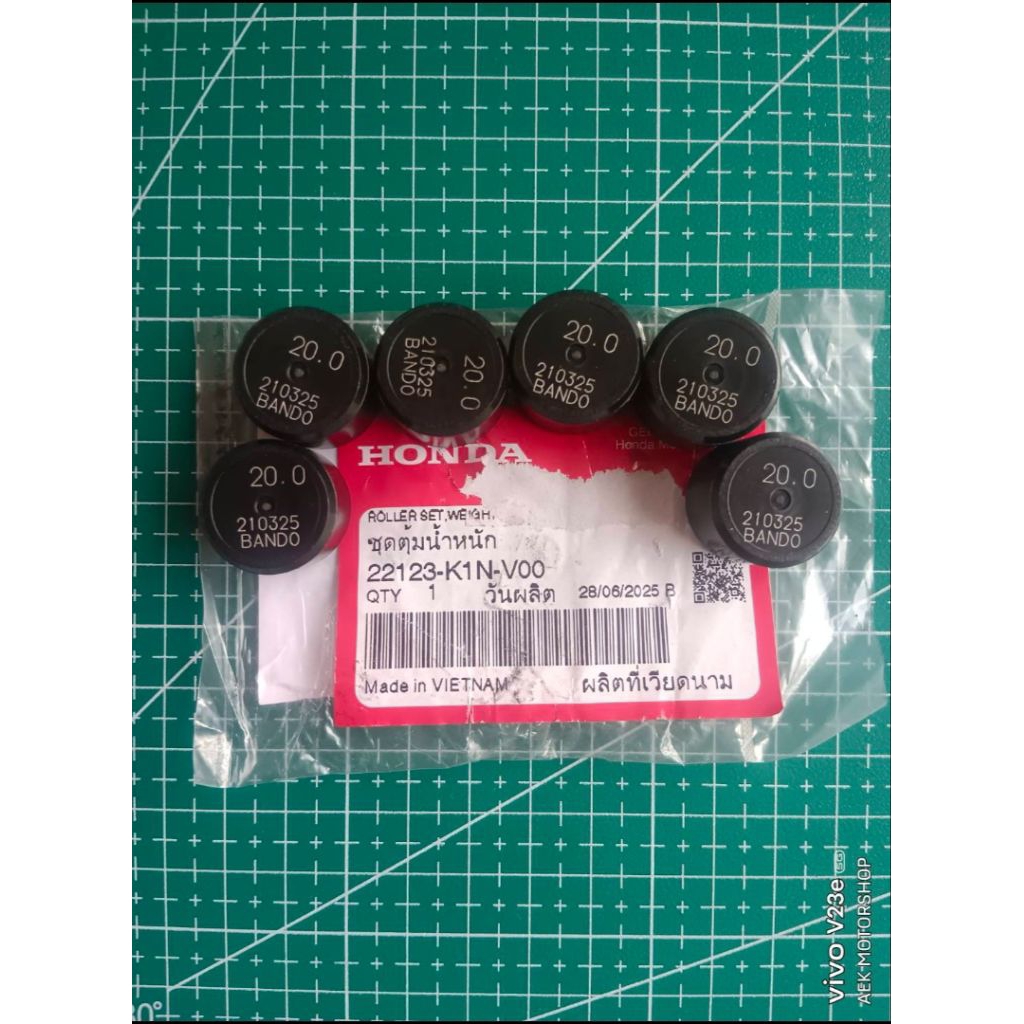 20.0
210325
BANDO
20.0
210325
BANDO
20.0
210325
BANDO
20.0
210325
BANDO
20.0
210325
BANDO
20.0
210325
BANDO
HONDA
GE
Honda M
ROLLER SET,WEIGH
ชุดตุ้มน้ำหนัก
22123-K1N-V00
QTY 1 วันผลิต 28/06/2025 B
Made in VIETNAM ผลิตที่เวียดนาม
vivo V23e 5G
AEK-MOTORSHOP